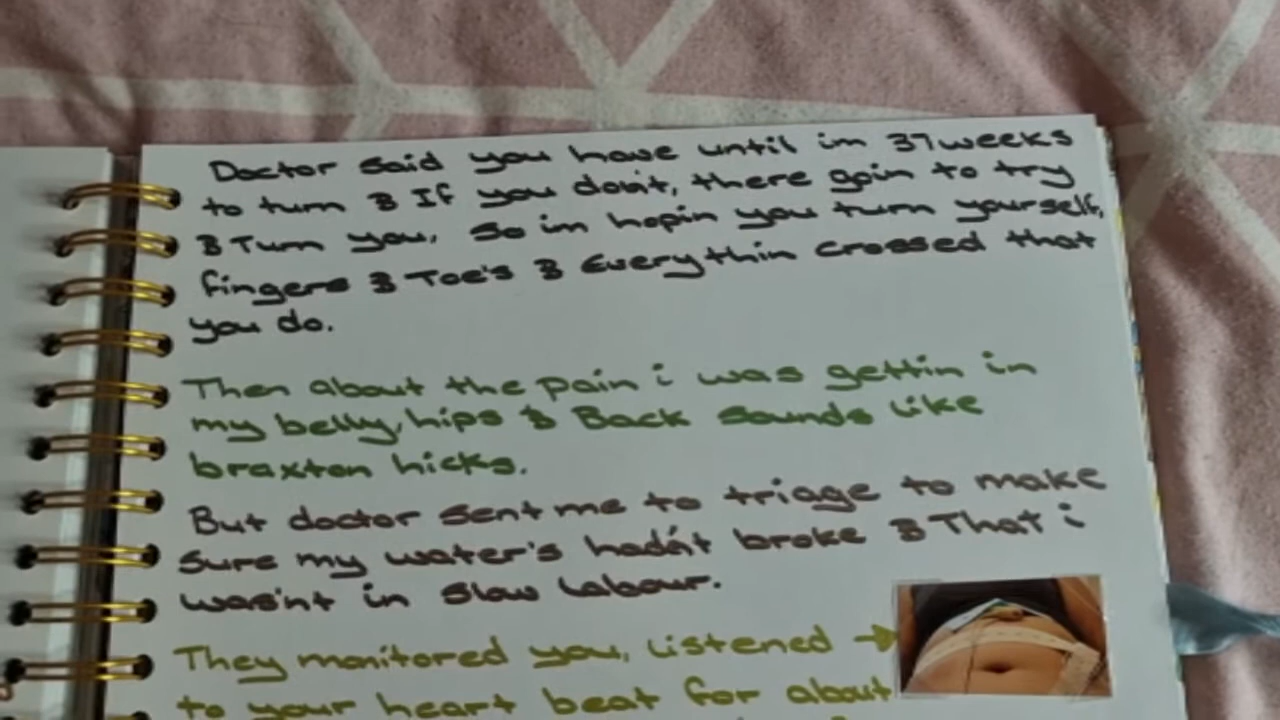 Doctor said you have until im 37weeks
to turn & If you dont, there goin to try
& Turn you, So im hopin you turn yourself,
fingers & Toe's & Everythin crossed that
you do.
Then about the pain i was gettin in
my belly, hips & Back sounds like
braxton hicks.
But doctor sent me to triage to make
sure my water's hadn't broke & That i
was'nt in slow labour.
They monitored you, listened
to your heart beat for about